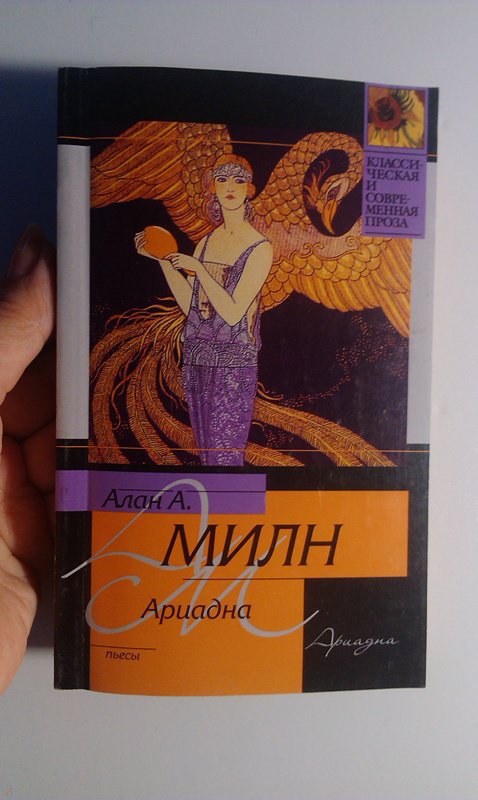 КЛАССИ-
ЧЕСКАЯ
И
СОВРЕ-
МЕННАЯ
ПРОЗА
Алан А.
МИЛН
Ариадна
Ариадна
пьесы